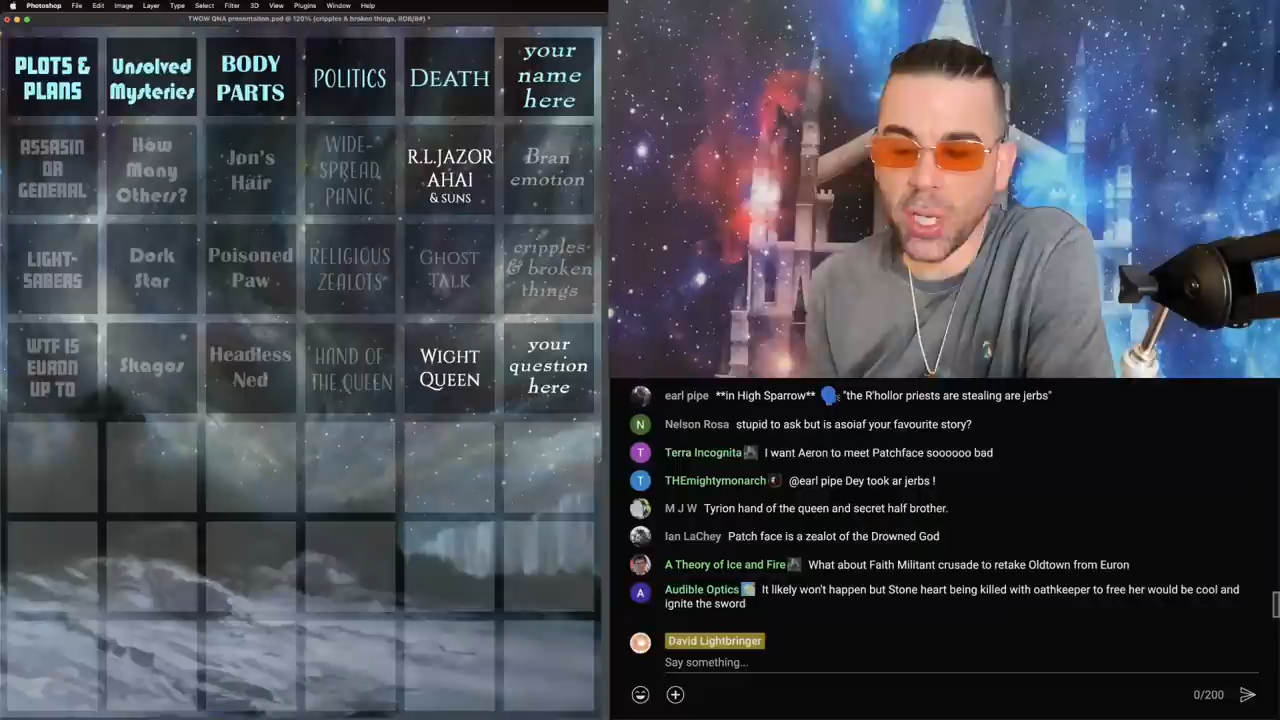 Photoshop File Edit Image Layer Type Select Filter 3D View Plugins Window Help
TWOW QNA presentation.psd @ 120% (cripples & broken things, RGB/8#) *
PLOTS & PLANS
Unsolved Mysteries
BODY PARTS
POLITICS
DEATH
your name here
ASSASIN OR GENERAL
How Many Others?
Jon's Hair
WIDE-SPREAD PANIC
R.L.JAZOR AHAI & SUNS
Bran emotion
LIGHT-SABERS
Dark Star
Poisoned Paw
RELIGIOUS ZEALOTS
GHOST TALK
cripples & broken things
WTF IS EURON UP TO
Skagos
Headless Ned
HAND OF THE QUEEN
WIGHT QUEEN
your question here
earl pipe **in High Sparrow** "the R'hollor priests are stealing are jerbs"
N Nelson Rosa stupid to ask but is asoiaf your favourite story?
T Terra Incognita I want Aeron to meet Patchface soooooo bad
T THEmightymonarch @earl pipe Dey took ar jerbs !
M J W Tyrion hand of the queen and secret half brother.
Ian LaChey Patch face is a zealot of the Drowned God
A Theory of Ice and Fire What about Faith Militant crusade to retake Oldtown from Euron
A Audible Optics It likely won't happen but Stone heart being killed with oathkeeper to free her would be cool and
ignite the sword
David Lightbringer
Say something...
0/200